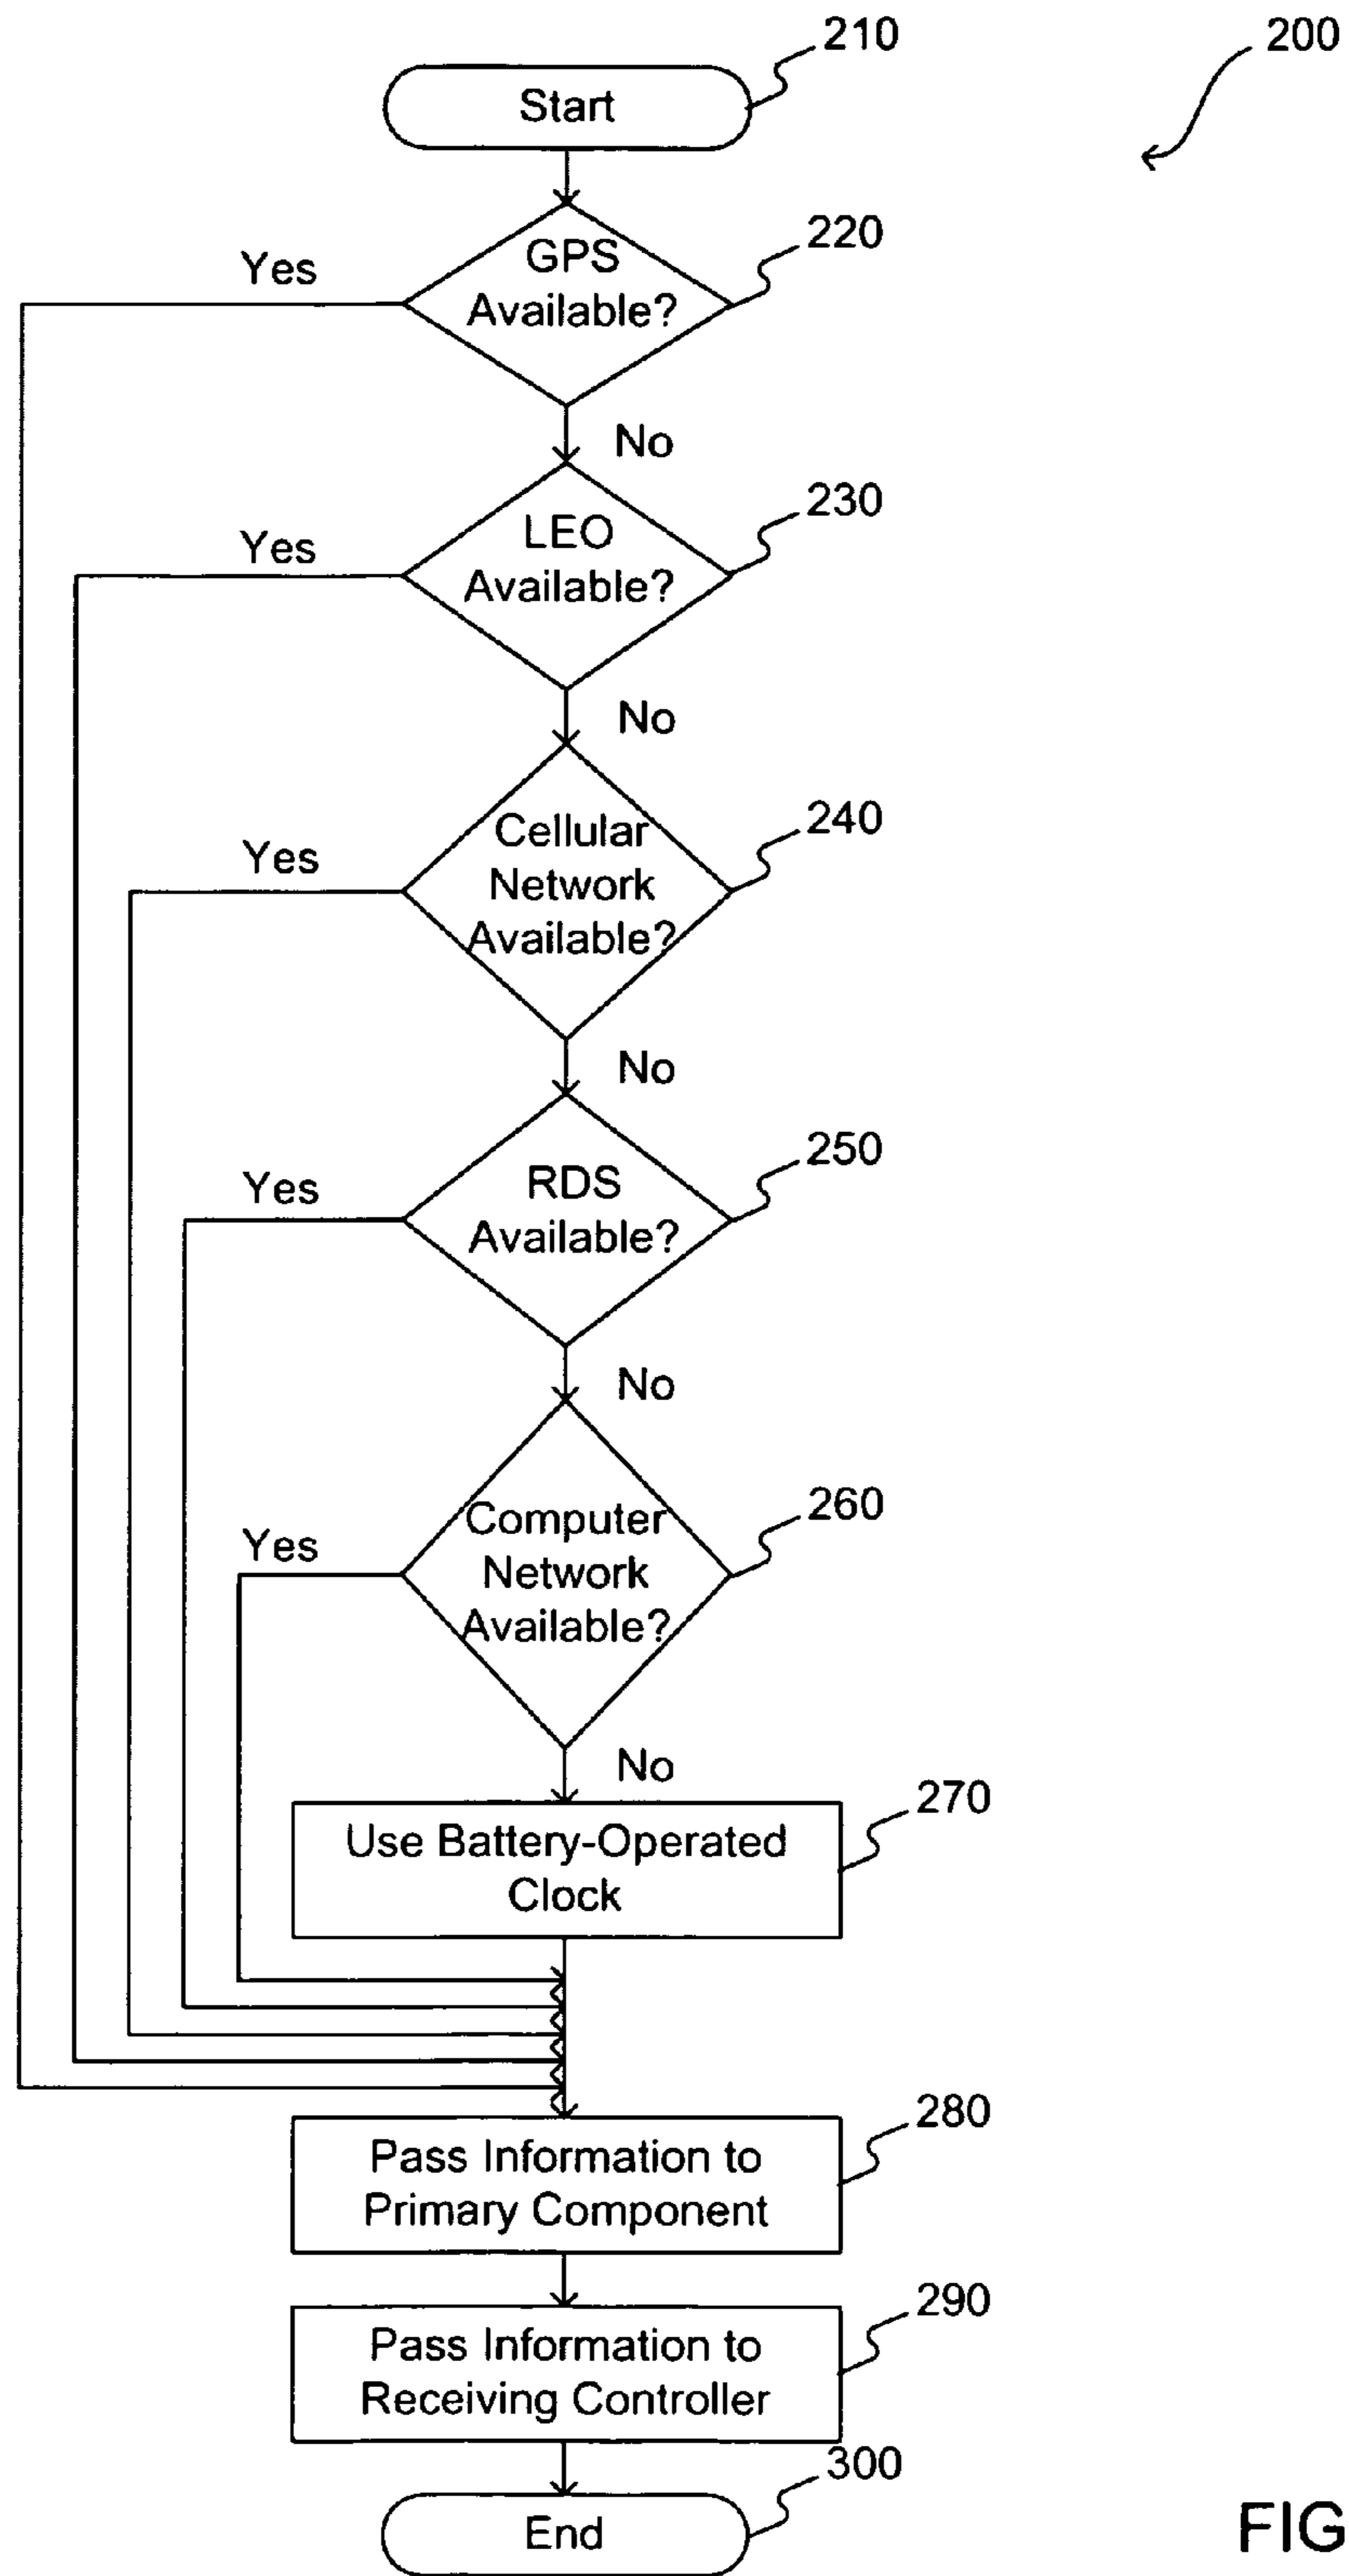 210
200
Start
220
Yes
GPS
Available?
No
230
Yes
LEO
Available?
No
240
Yes
Cellular
Network
Available?
No
250
Yes
RDS
Available?
No
260
Yes
Computer
Network
Available?
No
270
Use Battery-Operated
Clock
280
Pass Information to
Primary Component
290
Pass Information to
Receiving Controller
300
End
FIG